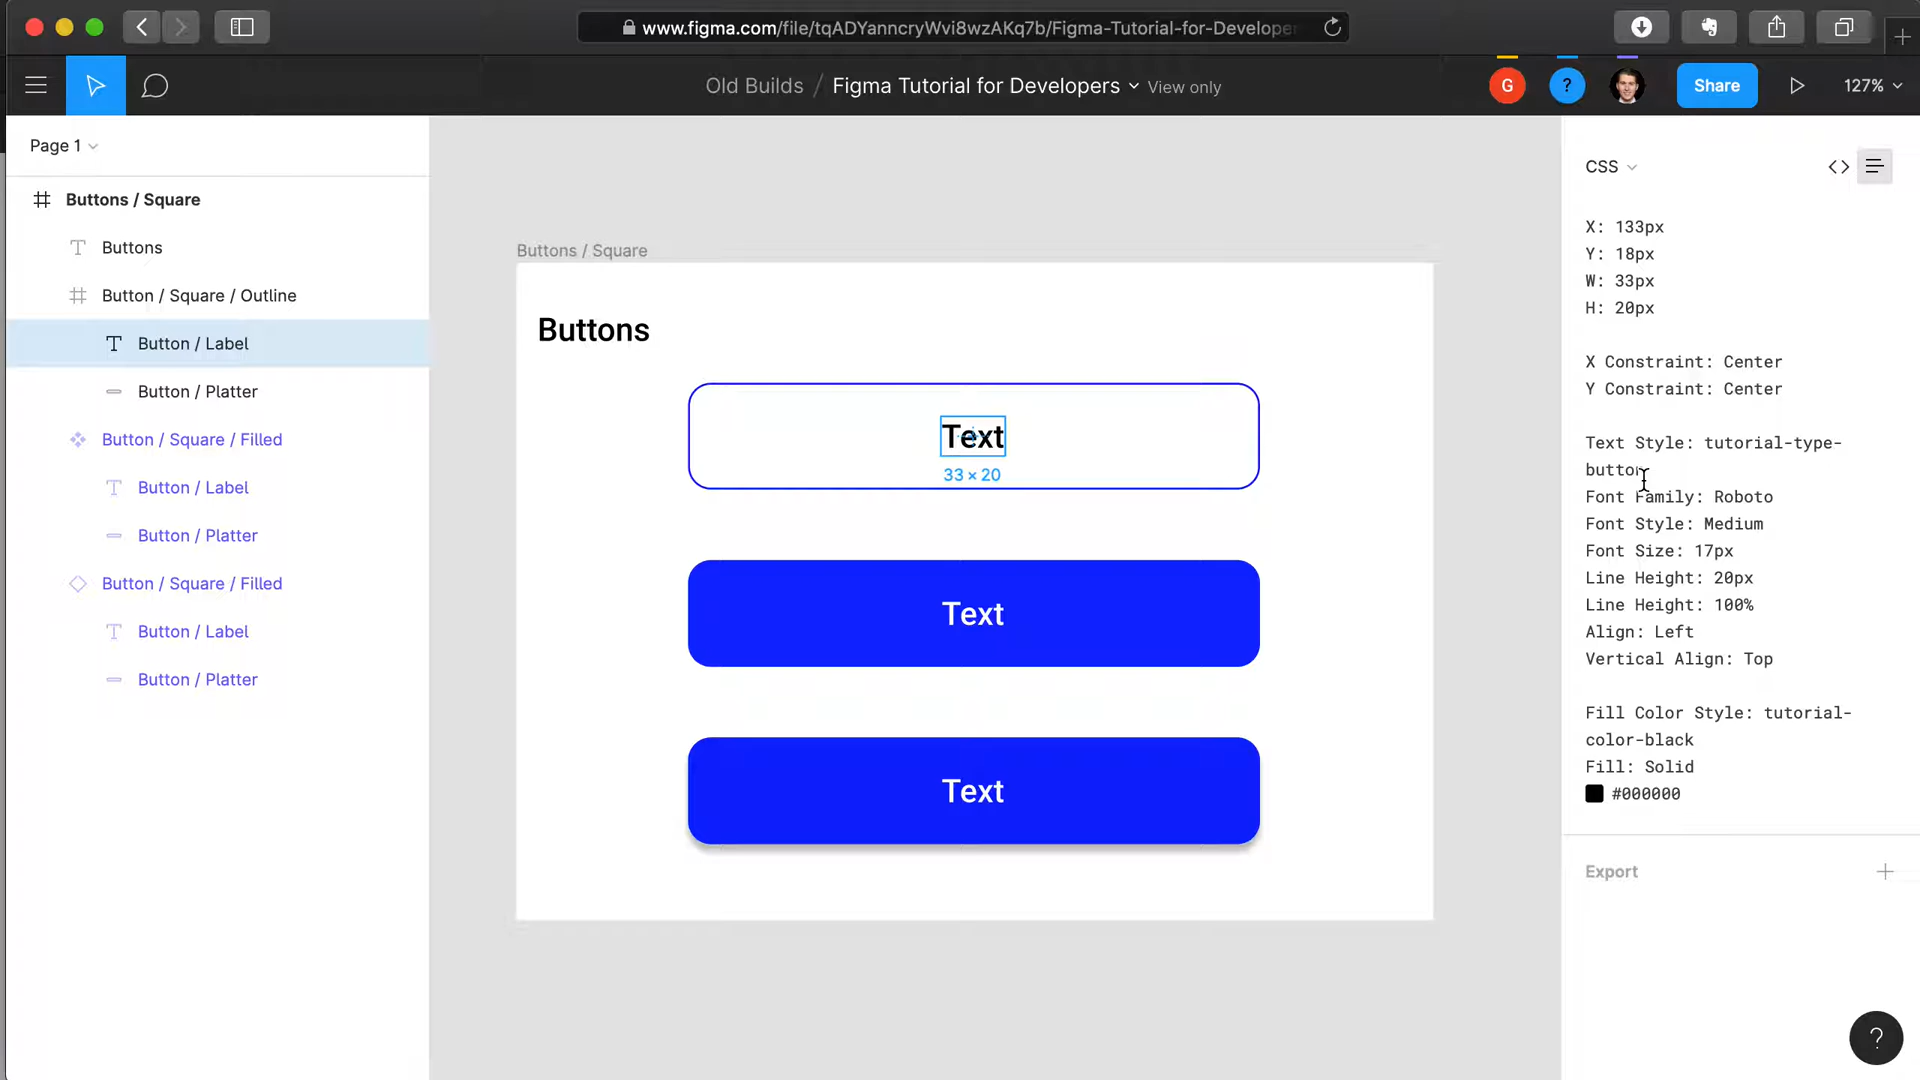 www.figma.com/file/tqADYanncryWvi8wzAKq7b/Figma-Tutorial-for-Develope
Old Builds / Figma Tutorial for Developers View only
G ? Share 127%
Page 1
Buttons / Square
Buttons
Button / Square / Outline
Button / Label
Button / Platter
Button / Square / Filled
Button / Label
Button / Platter
Button / Square / Filled
Button / Label
Button / Platter
Buttons / Square
Buttons
Text
33 × 20
Text
Text
CSS
X: 133px
Y: 18px
W: 33px
H: 20px
X Constraint: Center
Y Constraint: Center
Text Style: tutorial-type-
button
Font Family: Roboto
Font Style: Medium
Font Size: 17px
Line Height: 20px
Line Height: 100%
Align: Left
Vertical Align: Top
Fill Color Style: tutorial-
color-black
Fill: Solid
#000000
Export
?